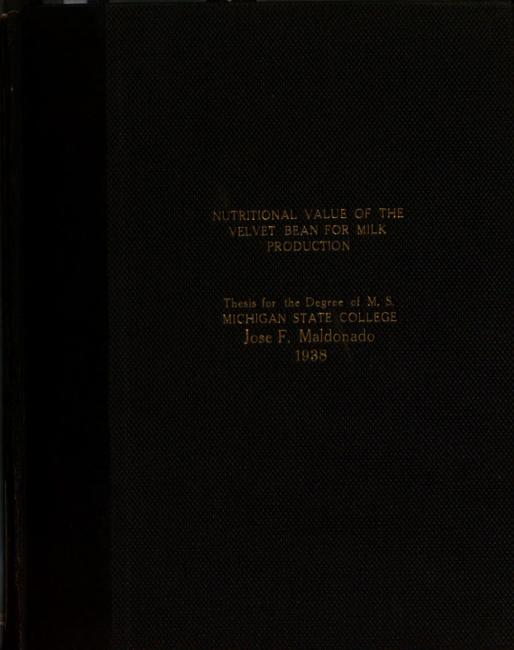 NUTRITIONAL VALUE OF THE
VELVET BEAN FOR MILK
PRODUCTION
Thesis for the Degree of M. S.
MICHIGAN STATE COLLEGE
Jose F. Maldonado
1938